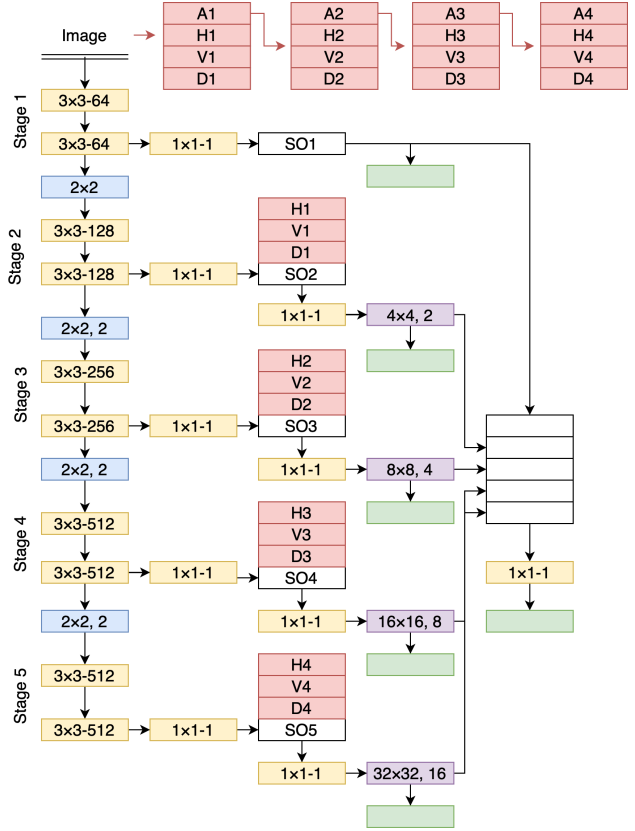 Image
A1
H1
V1
D1
A2
H2
V2
D2
A3
H3
V3
D3
A4
H4
V4
D4
Stage 1
3×3-64
3×3-64
1×1-1
SO1
2×2
Stage 2
3×3-128
H1
V1
D1
3×3-128
1×1-1
SO2
1×1-1
4×4, 2
2×2, 2
Stage 3
3×3-256
H2
V2
D2
3×3-256
1×1-1
SO3
1×1-1
8×8, 4
2×2, 2
Stage 4
3×3-512
H3
V3
D3
3×3-512
1×1-1
SO4
1×1-1
16×16, 8
2×2, 2
1×1-1
Stage 5
3×3-512
H4
V4
D4
3×3-512
1×1-1
SO5
1×1-1
32×32, 16